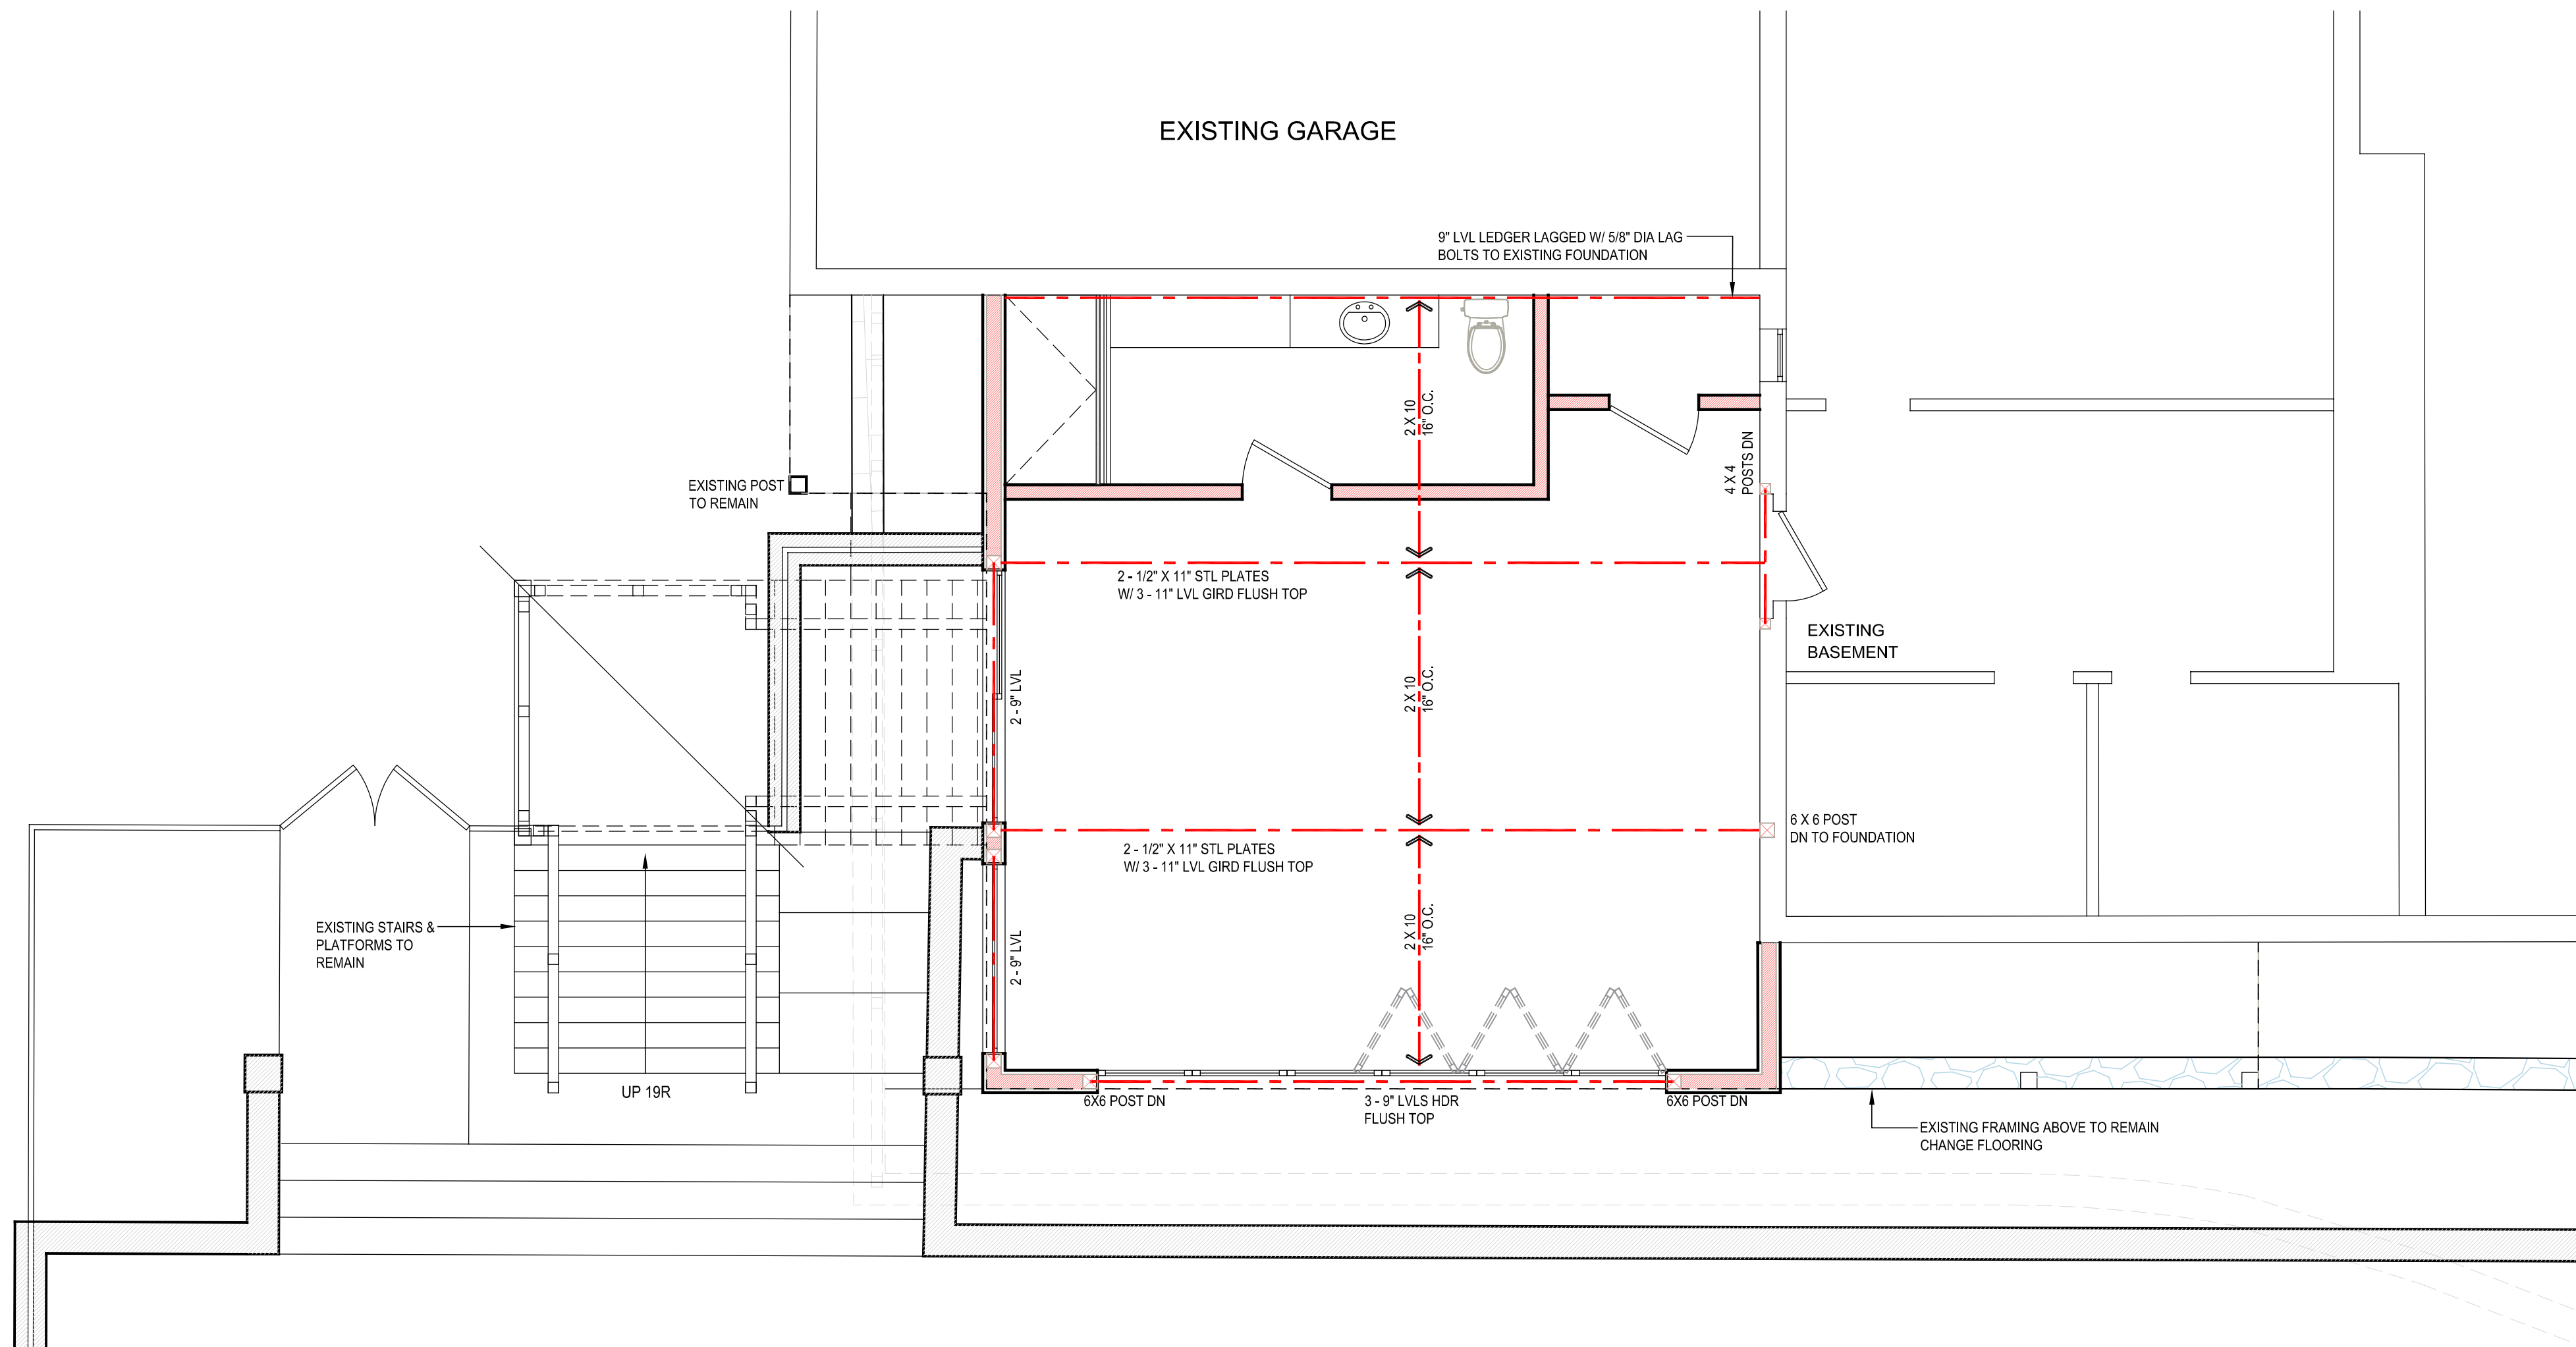 EXISTING GARAGE
9" LVL LEDGER LAGGED W/ 5/8" DIA LAG
BOLTS TO EXISTING FOUNDATION
2 X 10
16" O.C.
4 X 4
POSTS DN
EXISTING POST
TO REMAIN
2 - 1/2" X 11" STL PLATES
W/ 3 - 11" LVL GIRD FLUSH TOP
EXISTING
BASEMENT
2 - 9" LVL
2 X 10
16" O.C.
6 X 6 POST
DN TO FOUNDATION
2 - 1/2" X 11" STL PLATES
W/ 3 - 11" LVL GIRD FLUSH TOP
EXISTING STAIRS &
PLATFORMS TO
REMAIN
2 - 9" LVL
2 X 10
16" O.C.
UP 19R
6X6 POST DN
3 - 9" LVLS HDR
FLUSH TOP
6X6 POST DN
EXISTING FRAMING ABOVE TO REMAIN
CHANGE FLOORING